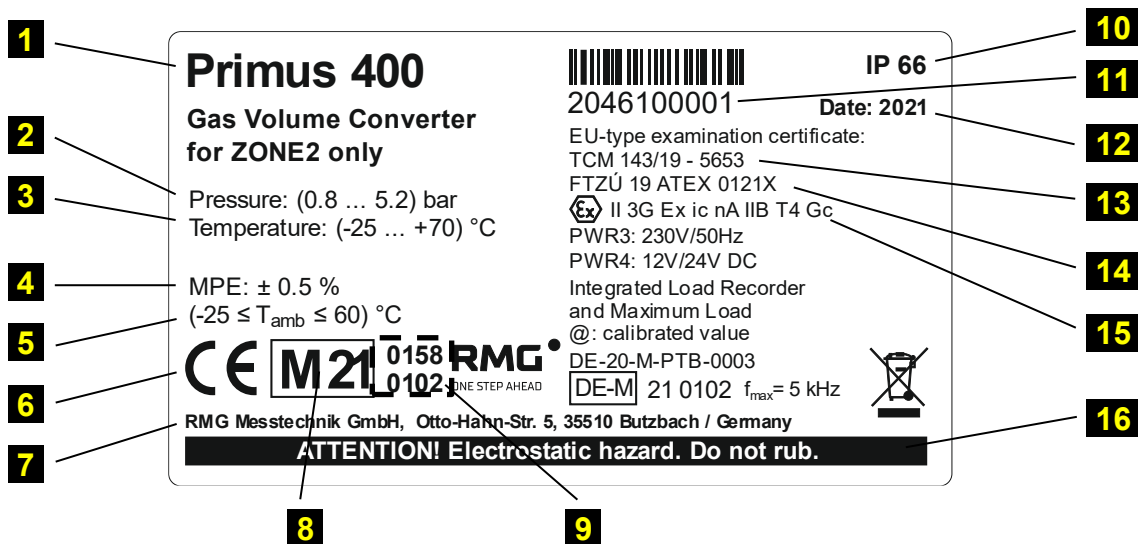 1
2
3
4
5
6
7
8
9
10
11
12
13
14
15
16
Primus 400
Gas Volume Converter
for ZONE2 only
Pressure: (0.8 ... 5.2) bar
Temperature: (-25 ... +70) °C
MPE: ± 0.5 %
(-25 ≤ Tamb ≤ 60) °C
CE M 21 0158
0102
RMG
ONE STEP AHEAD
IP 66
2046100001
Date: 2021
EU-type examination certificate:
TCM 143/19 - 5653
FTZÚ 19 ATEX 0121X
Ex II 3G Ex ic nA IIB T4 Gc
PWR3: 230V/50Hz
PWR4: 12V/24V DC
Integrated Load Recorder
and Maximum Load
@: calibrated value
DE-20-M-PTB-0003
DE-M 21 0102 fmax= 5 kHz
RMG Messtechnik GmbH, Otto-Hahn-Str. 5, 35510 Butzbach / Germany
ATTENTION! Electrostatic hazard. Do not rub.